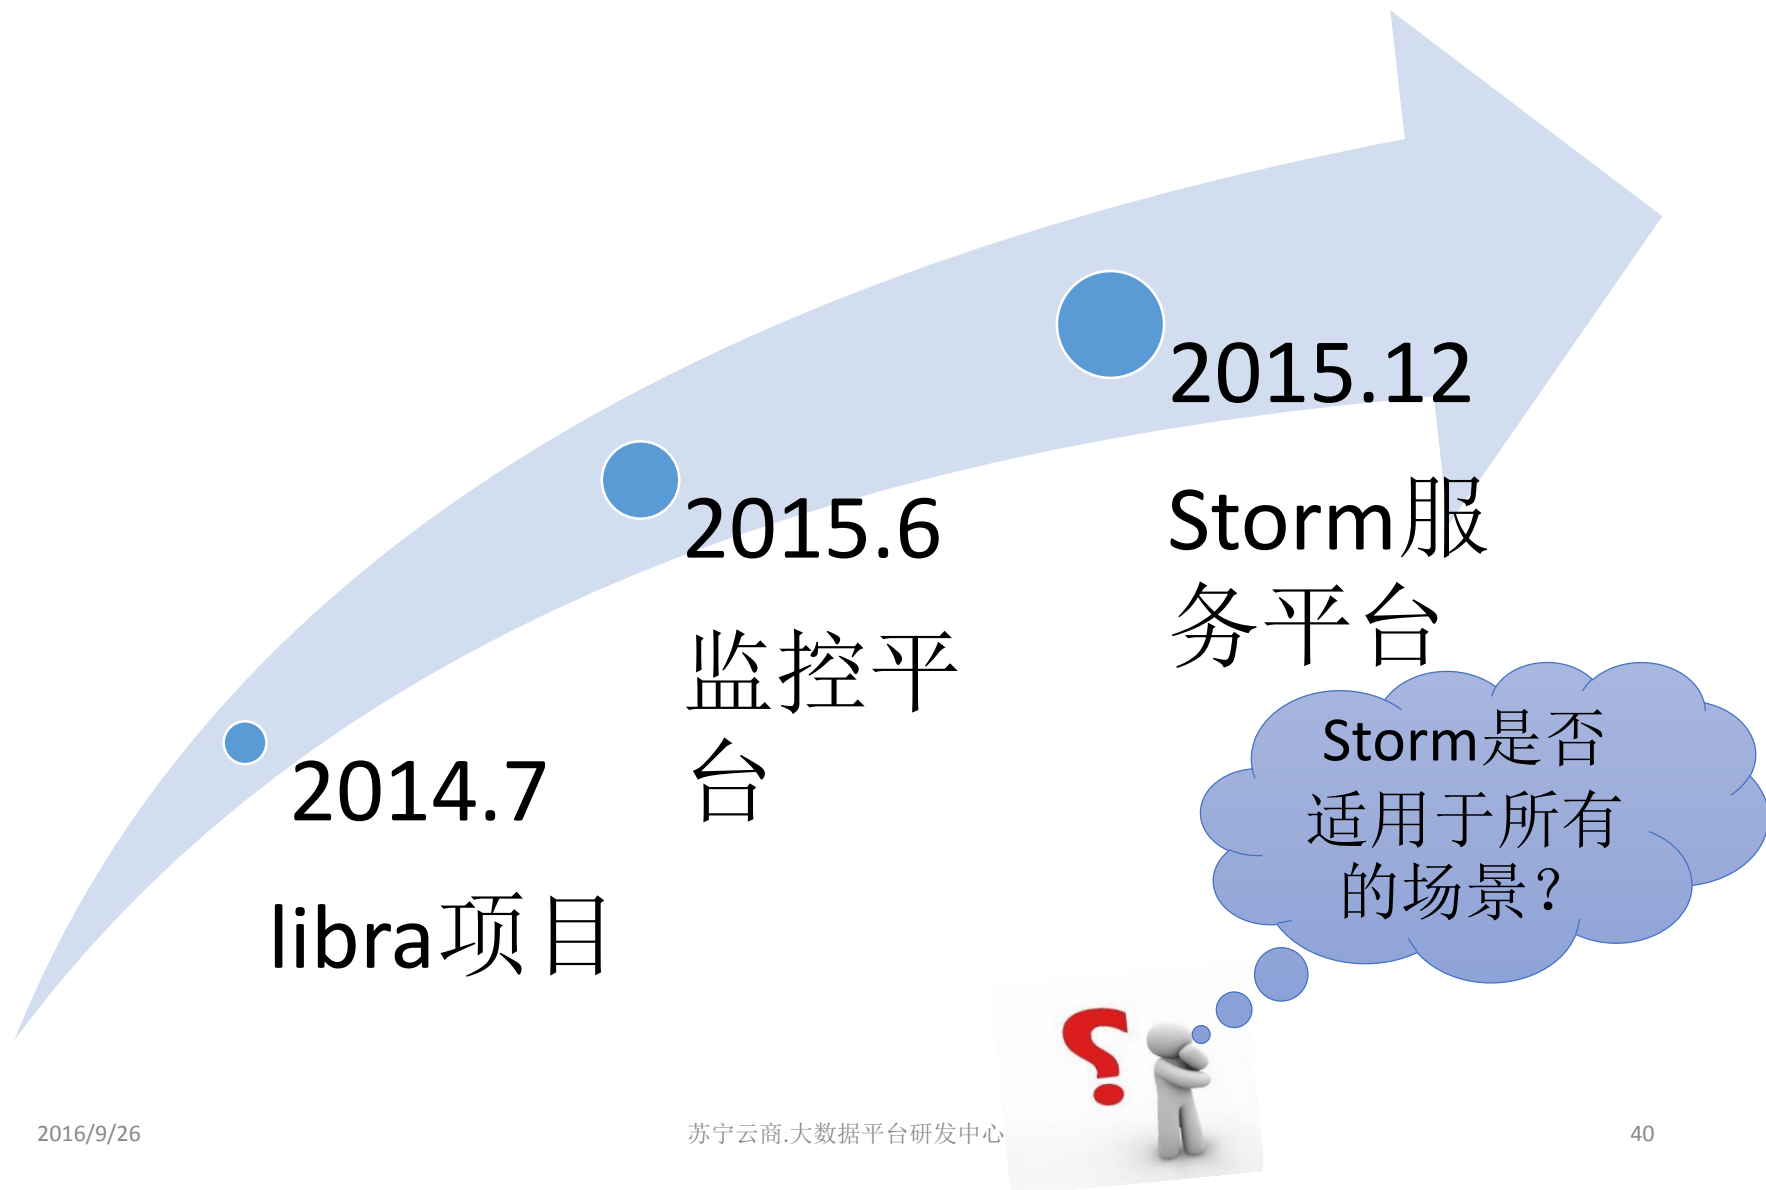 2014.7
libra项目
2015.6
监控平
台
2015.12
Storm服
务平台
Storm是否
适用于所有
的场景？
2016/9/26
苏宁云商.大数据平台研发中心
40